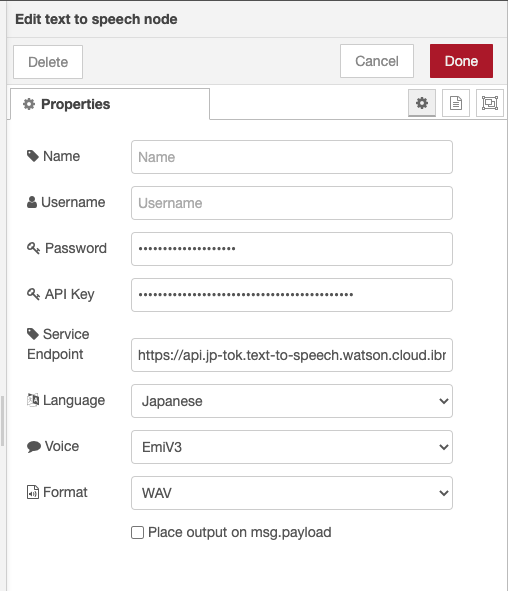 Edit text to speech node
Delete
Cancel
Done
Properties
Name
Name
Username
Username
Password
••••••••••••••••••••
API Key
••••••••••••••••••••••••••••••••••••••••••••
Service
Endpoint
https://api.jp-tok.text-to-speech.watson.cloud.ibr
Language
Japanese
Voice
EmiV3
Format
WAV
Place output on msg.payload